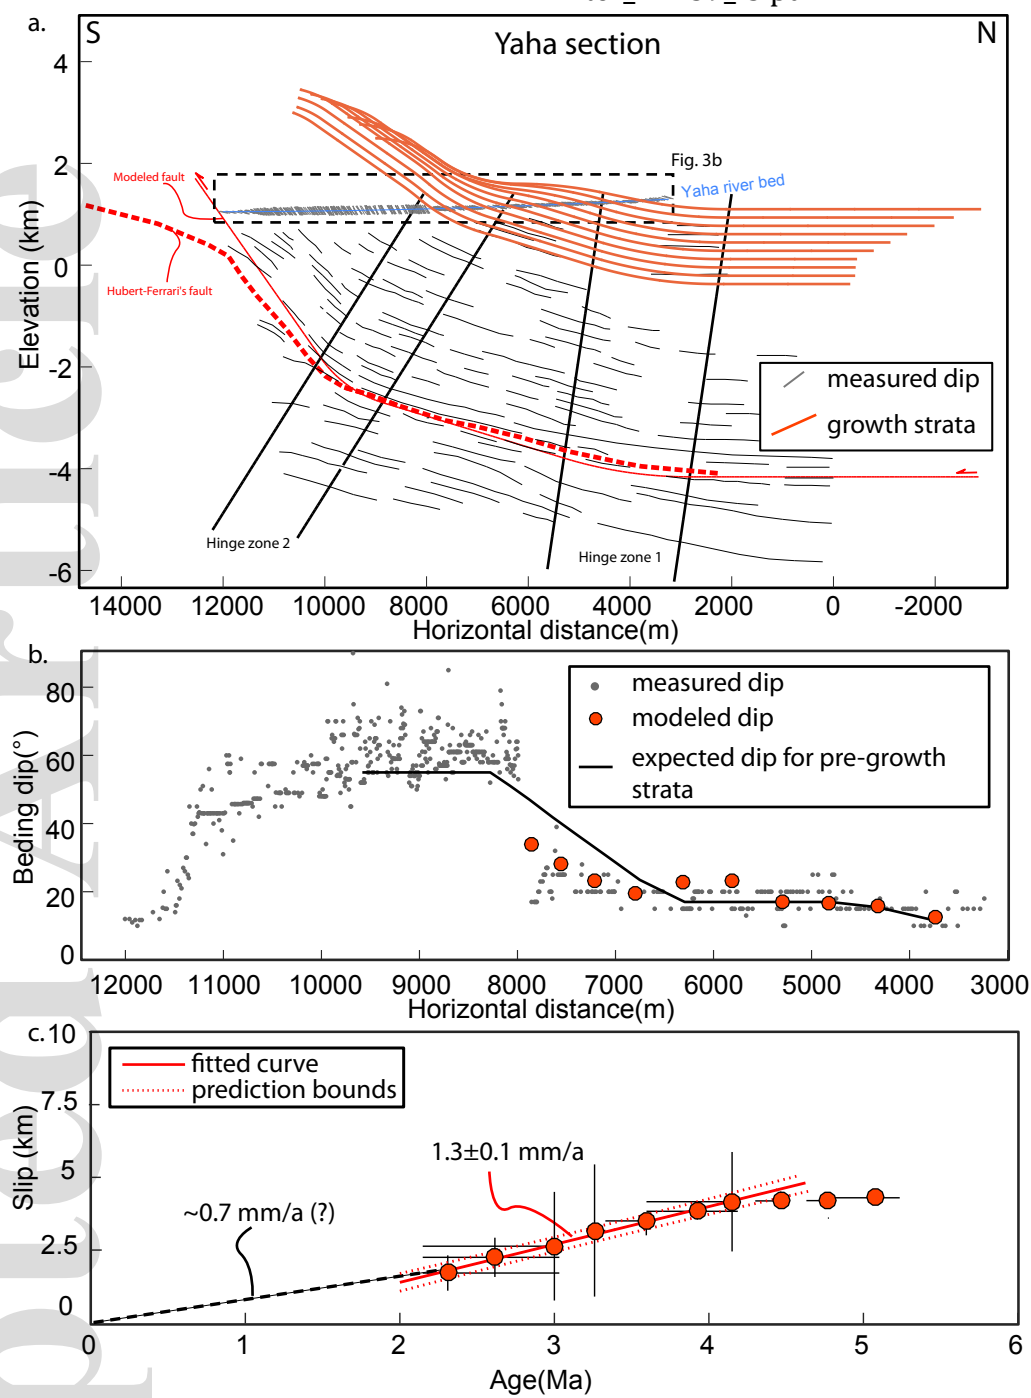 a.
S
Yaha section
N
4
2
0
-2
-4
-6
Elevation (km)
Modeled fault
Hubert-Ferrari's fault
Fig. 3b
Yaha river bed
measured dip
growth strata
Hinge zone 2
Hinge zone 1
14000 12000 10000 8000 6000 4000 2000 0 -2000
Horizontal distance(m)
b.
80
60
40
20
0
Beding dip(°)
measured dip
modeled dip
expected dip for pre-growth
strata
12000 11000 10000 9000 8000 7000 6000 5000 4000 3000
Horizontal distance(m)
c.
10
7.5
5
2.5
0
Slip (km)
fitted curve
prediction bounds
1.3±0.1 mm/a
~0.7 mm/a (?)
0 1 2 3 4 5 6
Age(Ma)